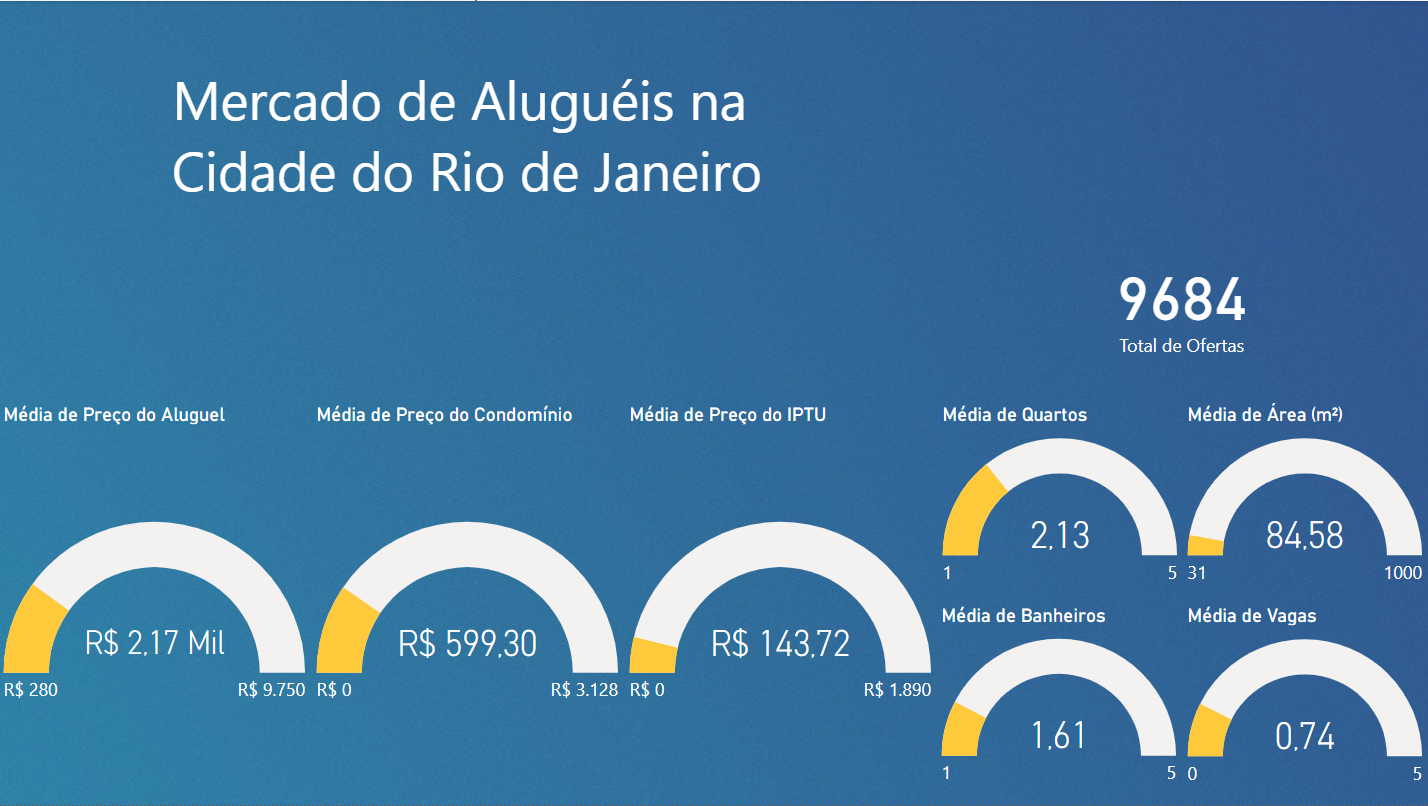 Mercado de Aluguéis na
Cidade do Rio de Janeiro
9684
Total de Ofertas
Média de Preço do Aluguel
R$ 2,17 Mil
R$ 280
R$ 9.750
Média de Preço do Condomínio
R$ 599,30
R$ 0
R$ 3.128
Média de Preço do IPTU
R$ 143,72
R$ 0
R$ 1.890
Média de Quartos
2,13
1
5
Média de Área (m²)
84,58
31
1000
Média de Banheiros
1,61
1
5
Média de Vagas
0,74
0
5